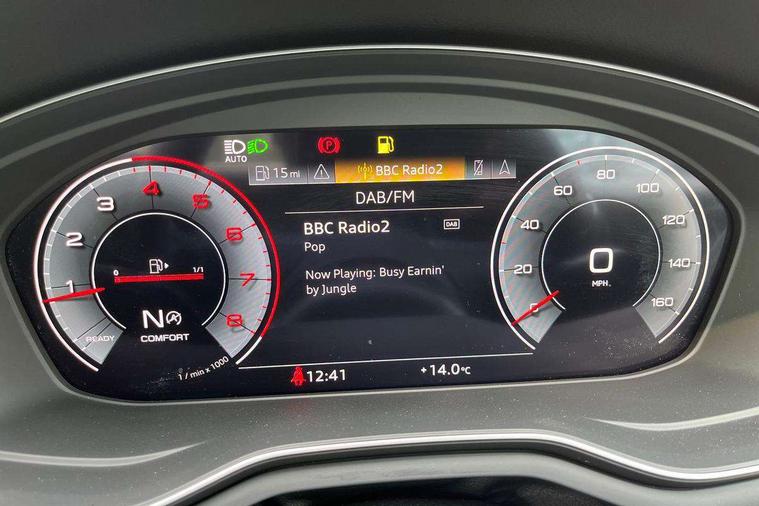 AUTO
(P)
15 mi
BBC Radio2
DAB/FM
BBC Radio2
DAB
Pop
Now Playing: Busy Earnin'
by Jungle
12:41
+14.0°C
1
2
3
4
5
6
7
8
READY
1 / min x 1000
0
1/1
N
COMFORT
0
20
40
60
80
100
120
140
160
0
MPH.